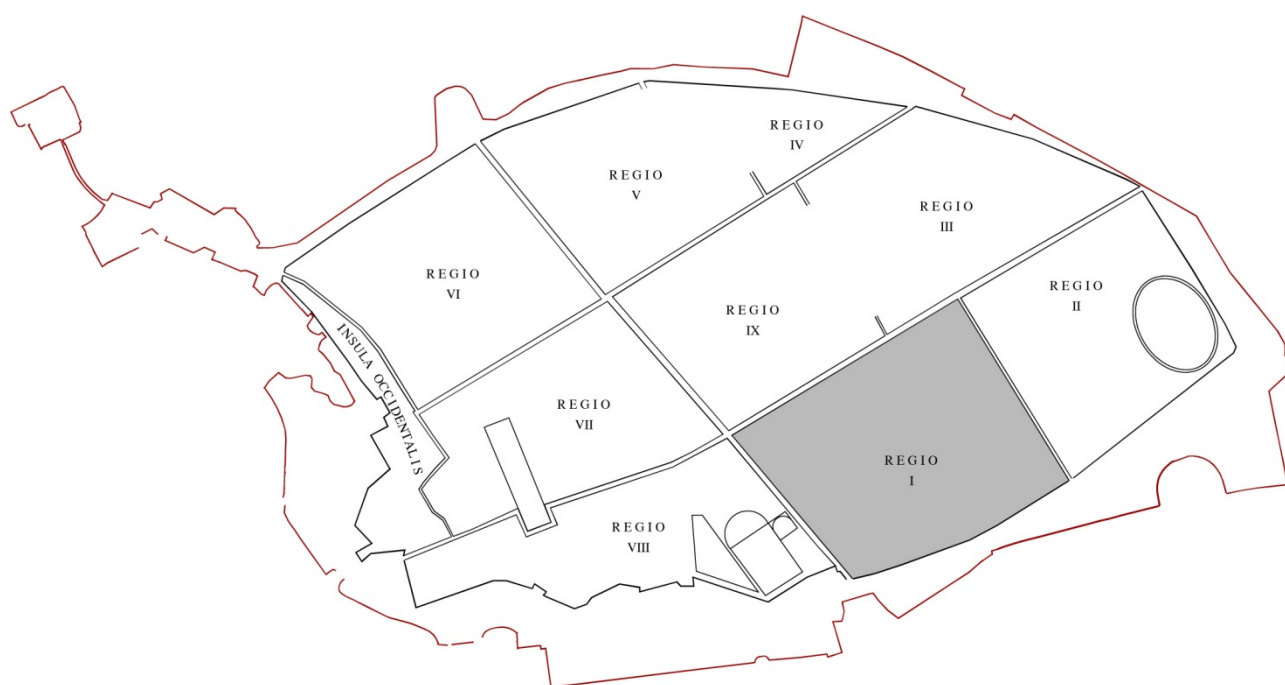 REGIO
IV
REGIO
V
REGIO
III
REGIO
VI
REGIO
II
REGIO
IX
INSULA OCCIDENTALIS
REGIO
VII
REGIO
I
REGIO
VIII